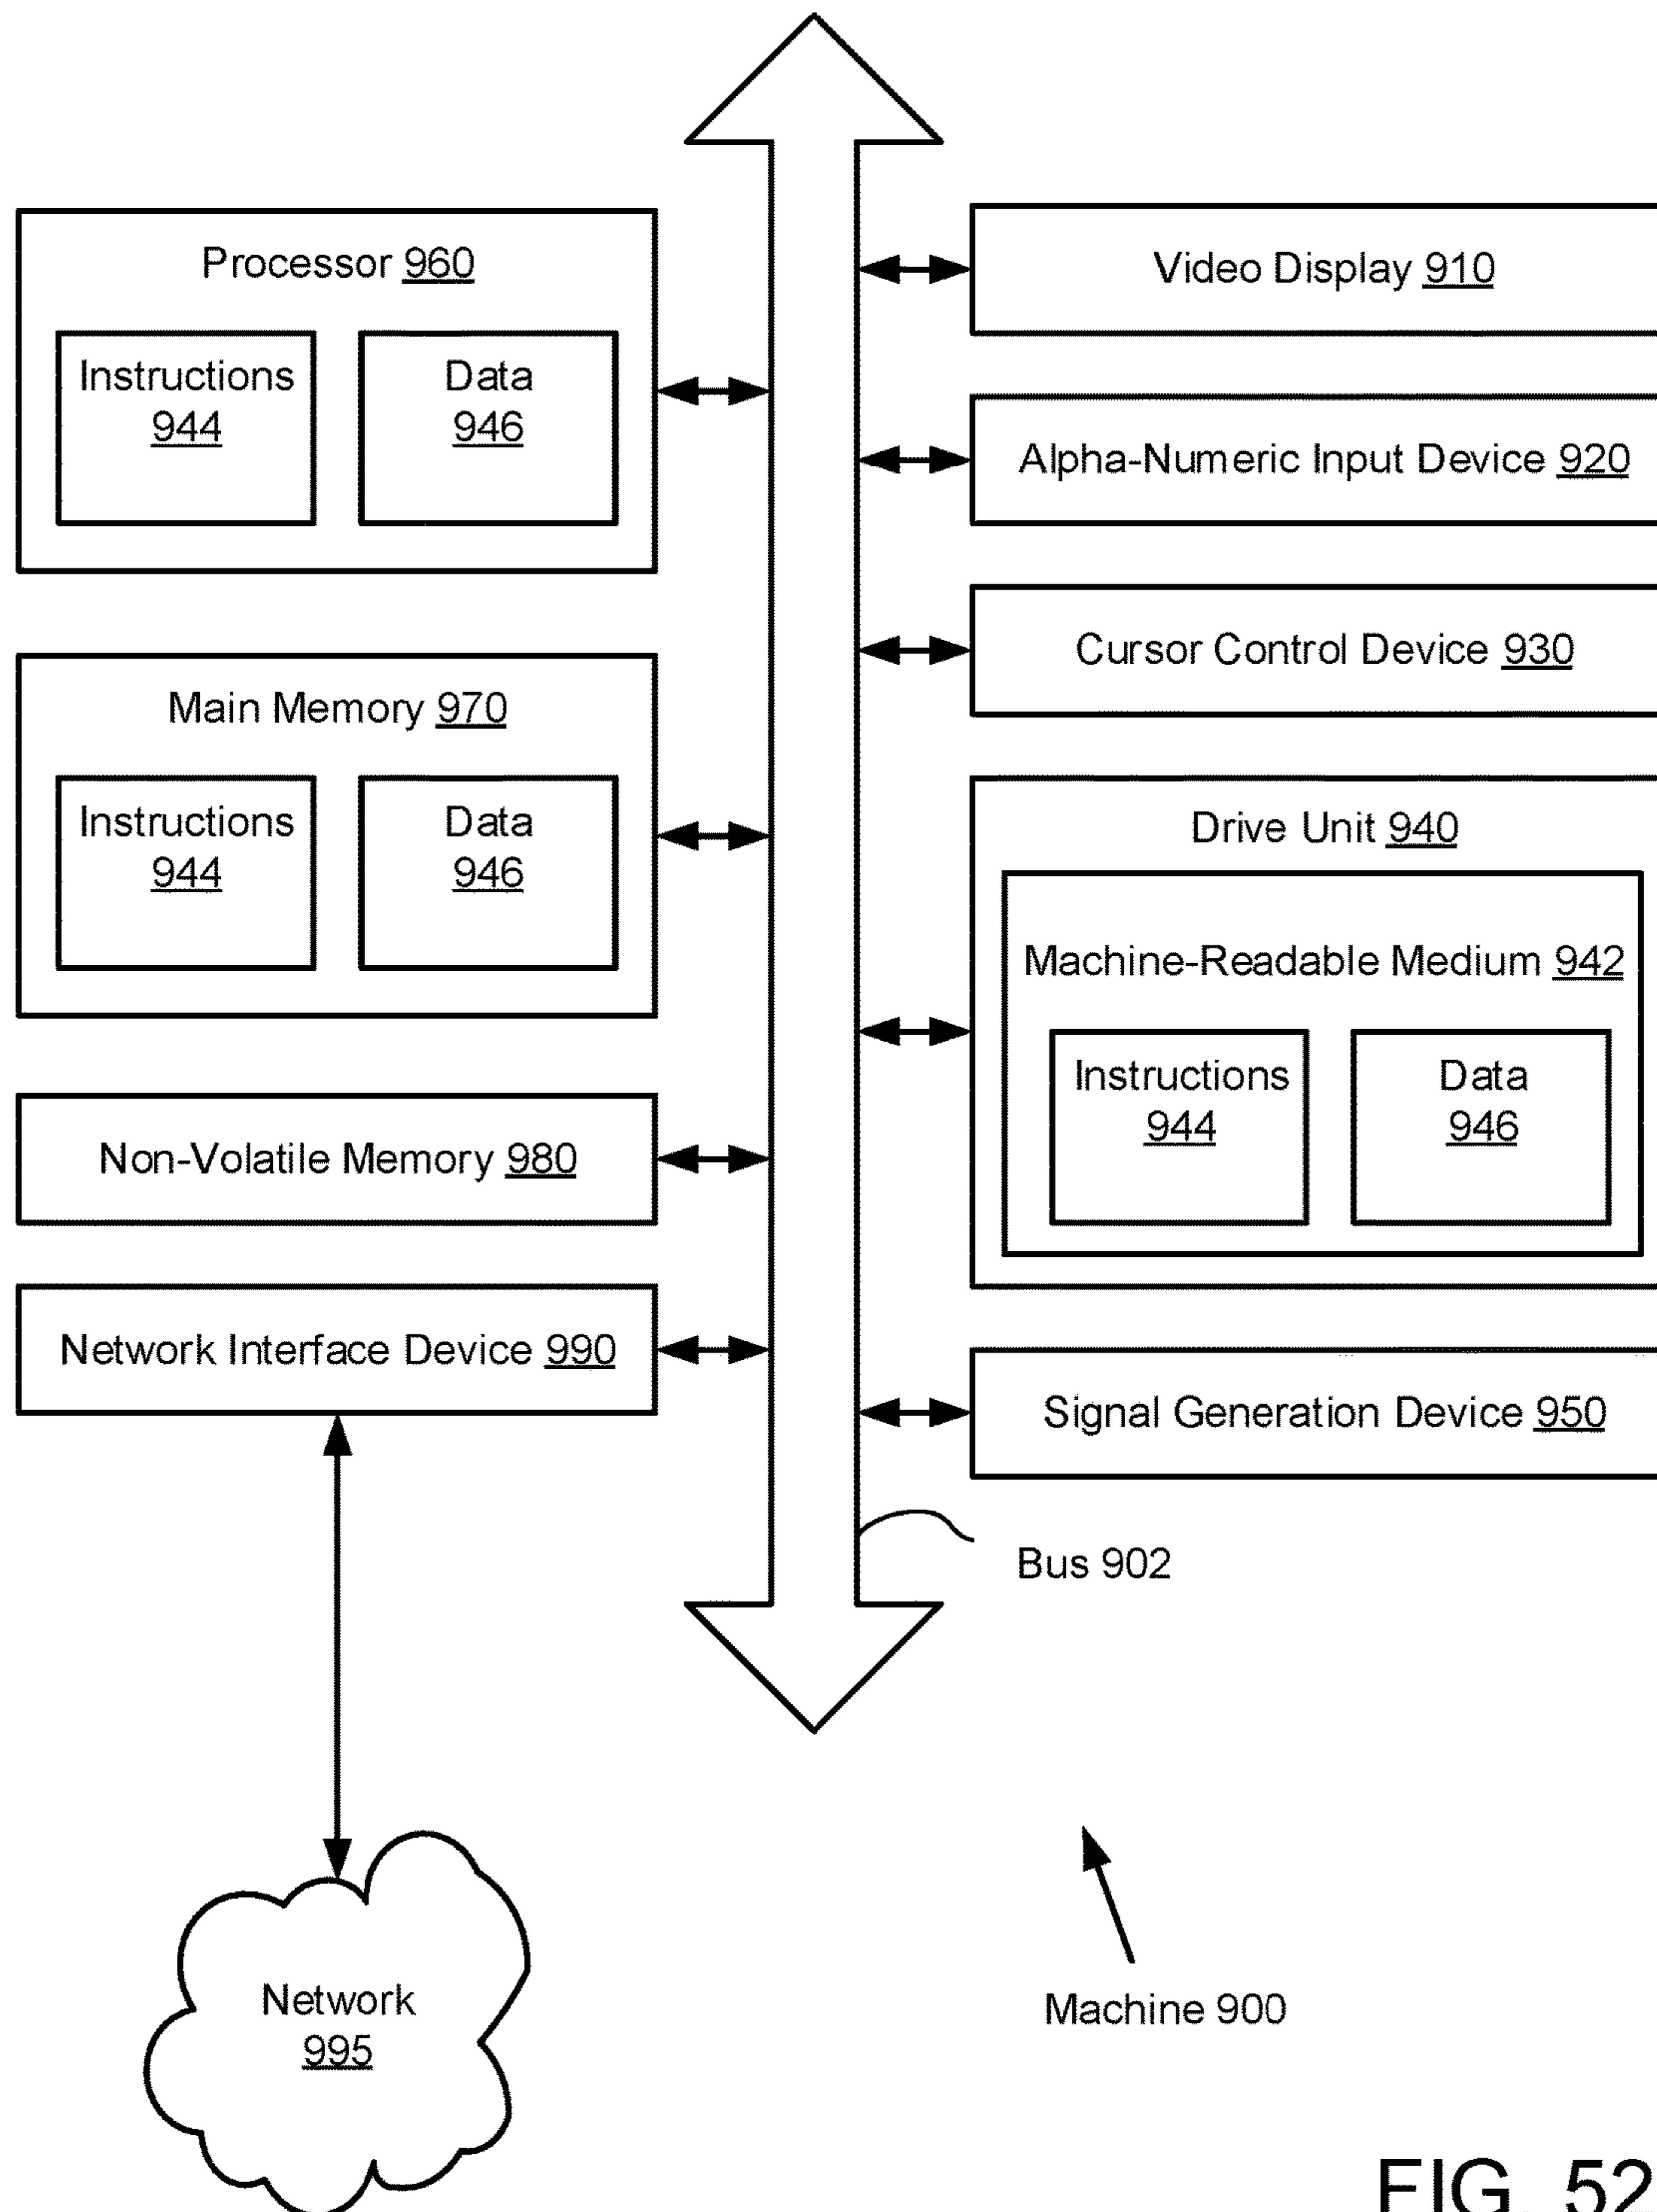 Processor 960
Instructions
944
Data
946
Main Memory 970
Instructions
944
Data
946
Non-Volatile Memory 980
Network Interface Device 990
Network
995
Video Display 910
Alpha-Numeric Input Device 920
Cursor Control Device 930
Drive Unit 940
Machine-Readable Medium 942
Instructions
944
Data
946
Signal Generation Device 950
Bus 902
Machine 900
FIG. 52